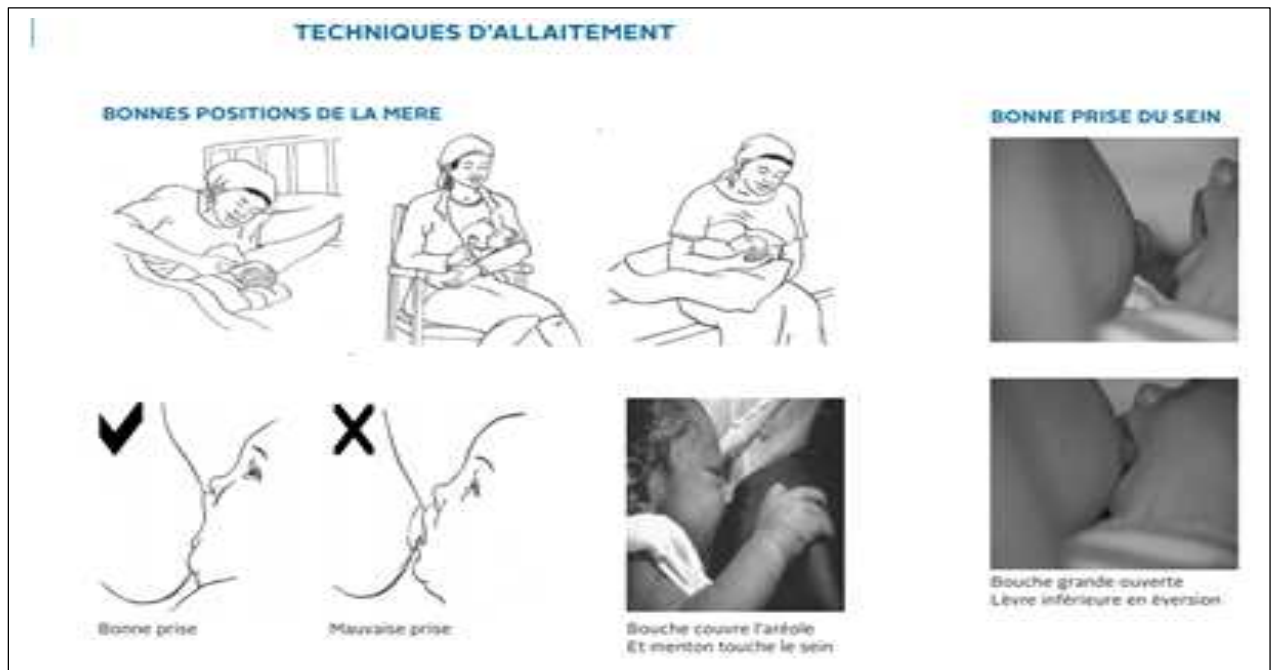 TECHNIQUES D'ALLAITEMENT
BONNES POSITIONS DE LA MERE
BONNE PRISE DU SEIN
Bonne prise
Mauvaise prise
Bouche couvre l'aréole
Et menton touche le sein
Bouche grande ouverte
Lèvre inférieure en éversion